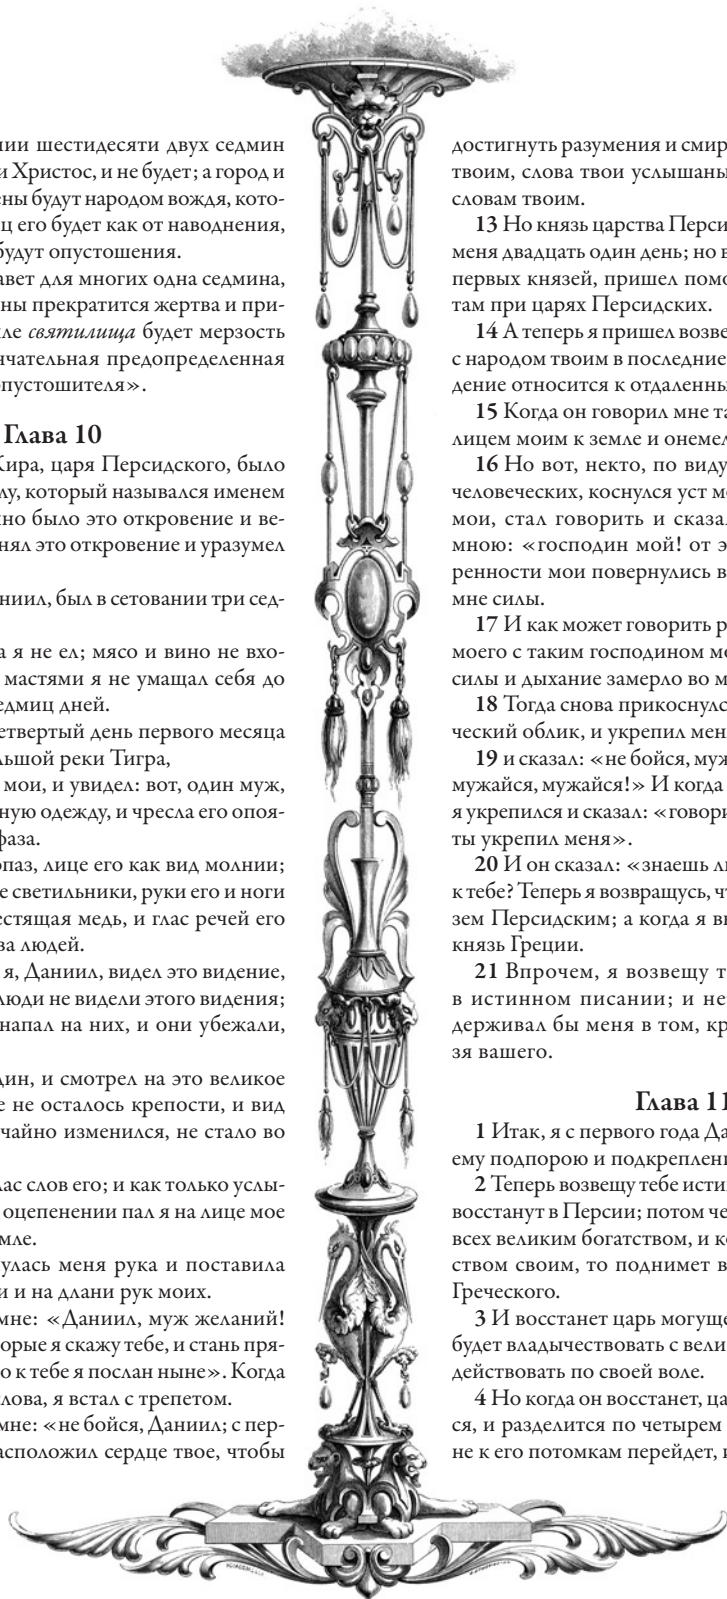 нии шестидесяти двух седмин
и Христос, и не будет; а город и
ены будут народом вождя, кото-
ц его будет как от наводнения,
будут опустошения.
авет для многих одна седмина,
ны прекратится жертва и при-
ле святилища будет мерзость
нчательная предопределенная
опустошителя».
Глава 10
Кира, царя Персидского, было
лу, который назывался именем
но было это откровение и ве-
нял это откровение и уразумел
ниил, был в сетовании три сед-
а я не ел; мясо и вино не вхо-
мастями я не умащал себя до
едмиц дней.
етвертый день первого месяца
льшой реки Тигра,
мои, и увидел: вот, один муж,
ную одежду, и чресла его опоя-
фаза.
опаз, лице его как вид молнии;
е светильники, руки его и ноги
естящая медь, и глас речей его
ва людей.
я, Даниил, видел это видение,
люди не видели этого видения;
напал на них, и они убежали,
дин, и смотрел на это великое
е не осталось крепости, и вид
чайно изменился, не стало во
лас слов его; и как только услы-
оцепенении пал я на лице мое
мле.
нулась меня рука и поставила
и и на длани рук моих.
мне: «Даниил, муж желаний!
орые я скажу тебе, и стань пря-
о к тебе я послан ныне». Когда
лова, я встал с трепетом.
мне: «не бойся, Даниил; с пер-
асположил сердце твое, чтобы
достигнуть разумения и смир
твоим, слова твои услышаны
словам твоим.
13 Но князь царства Перси
меня двадцать один день; но в
первых князей, пришел помо
там при царях Персидских.
14 А теперь я пришел возве
с народом твоим в последние
дение относится к отдаленны
15 Когда он говорил мне та
лицем моим к земле и онемел
16 Но вот, некто, по виду
человеческих, коснулся уст мо
мои, стал говорить и сказал
мною: «господин мой! от э
ренности мои повернулись в
мне силы.
17 И как может говорить р
моего с таким господином мо
силы и дыхание замерло во м
18 Тогда снова прикоснулс
ческий облик, и укрепил мен
19 и сказал: «не бойся, муж
мужайся, мужайся!» И когда
я укрепился и сказал: «говори
ты укрепил меня».
20 И он сказал: «знаешь ли
к тебе? Теперь я возвращусь, чт
зем Персидским; а когда я вы
князь Греции.
21 Впрочем, я возвещу т
в истинном писании; и не
держивал бы меня в том, кр
зя вашего.
Глава 11
1 Итак, я с первого года Да
ему подпорою и подкреплени
2 Теперь возвещу тебе исти
восстанут в Персии; потом че
всех великим богатством, и ко
ством своим, то поднимет в
Греческого.
3 И восстанет царь могуще
будет владычествовать с вели
действовать по своей воле.
4 Но когда он восстанет, ца
ся, и разделится по четырем
не к его потомкам перейдет, и